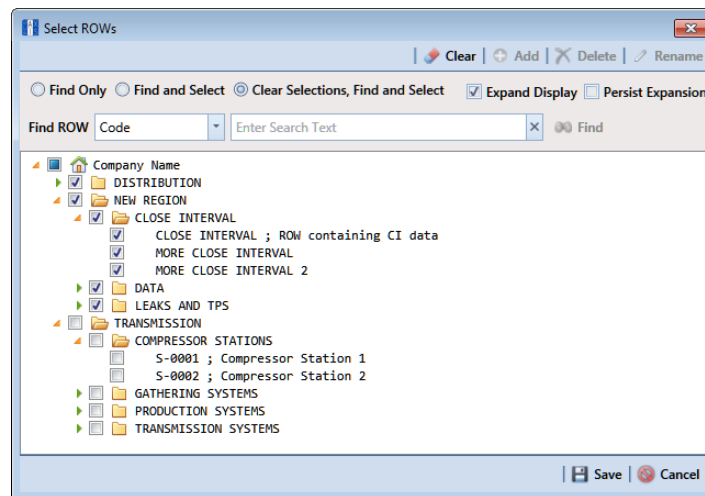 Select ROWs
Clear Add Delete Rename
Find Only Find and Select Clear Selections, Find and Select Expand Display Persist Expansion
Find ROW Code Enter Search Text Find
Company Name
DISTRIBUTION
NEW REGION
CLOSE INTERVAL
CLOSE INTERVAL ; ROW containing CI data
MORE CLOSE INTERVAL
MORE CLOSE INTERVAL 2
DATA
LEAKS AND TPS
TRANSMISSION
COMPRESSOR STATIONS
S-0001 ; Compressor Station 1
S-0002 ; Compressor Station 2
GATHERING SYSTEMS
PRODUCTION SYSTEMS
TRANSMISSION SYSTEMS
Save Cancel